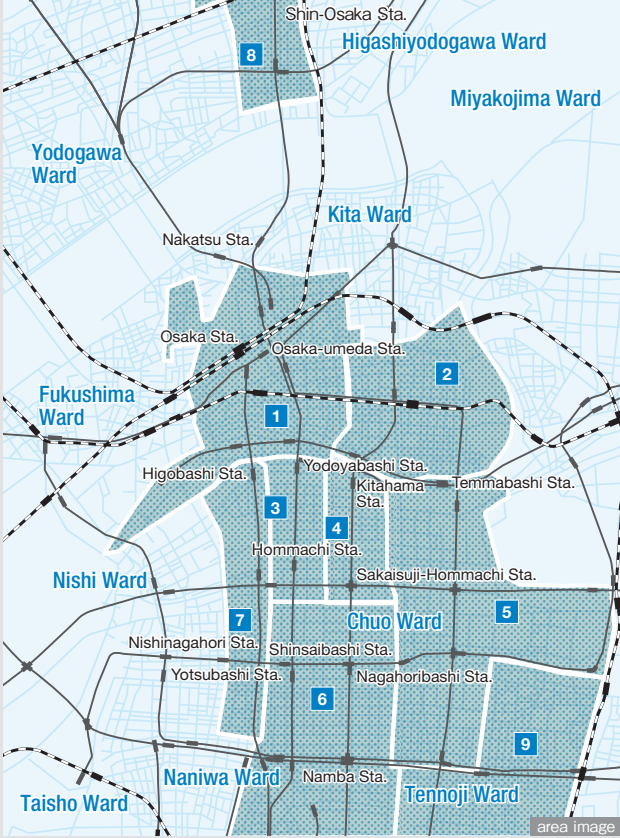 Shin-Osaka Sta.
Higashiyodogawa Ward
8
Miyakojima Ward
Yodogawa
Ward
Kita Ward
Nakatsu Sta.
Osaka Sta.
Osaka-umeda Sta.
2
Fukushima
Ward
1
Higobashi Sta.
Yodoyabashi Sta.
Kitahama
Sta.
Temmabashi Sta.
3
4
Hommachi Sta.
Nishi Ward
Sakaisuji-Hommachi Sta.
7
Chuo Ward
5
Nishinagahori Sta.
Shinsaibashi Sta.
Yotsubashi Sta.
Nagahoribashi Sta.
6
9
Naniwa Ward
Namba Sta.
Taisho Ward
Tennoji Ward
area image